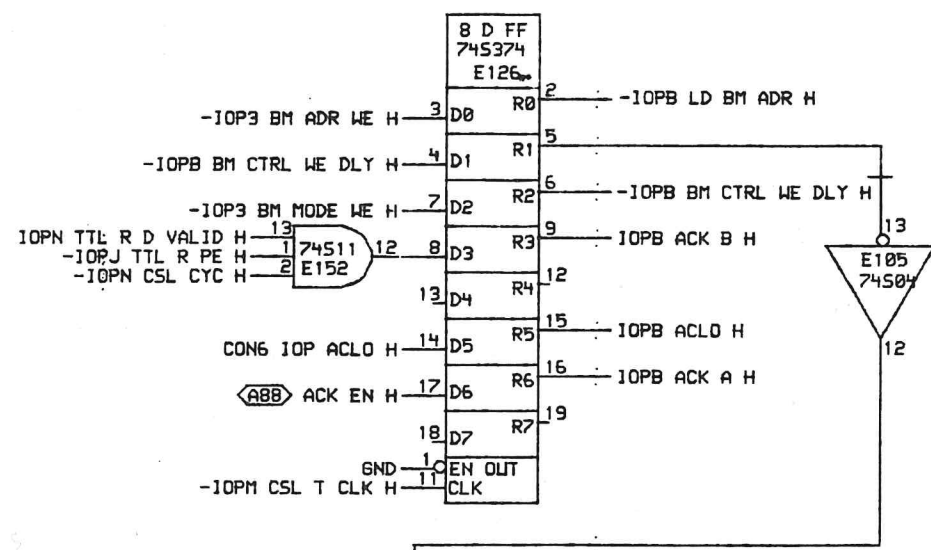 8 D FF
74S374
E126
-IOP3 BM ADR WE H 3 D0 R0 2 -IOPB LD BM ADR H
-IOPB BM CTRL WE DLY H 4 D1 R1 5
-IOP3 BM MODE WE H 7 D2 R2 6 -IOPB BM CTRL WE DLY H
IOPN TTL R D VALID H 13
-IOPJ TTL R PE H 1
-IOPN CSL CYC H 2
74S11
E152
12 8 D3 R3 9 IOPB ACK B H
13 D4 R4 12
CON6 IOP ACLO H 14 D5 R5 15 IOPB ACLO H
A88 ACK EN H 17 D6 R6 16 IOPB ACK A H
18 D7 R7 19
GND 1 EN OUT
-IOPM CSL T CLK H 11 CLK
13
E105
74S04
12